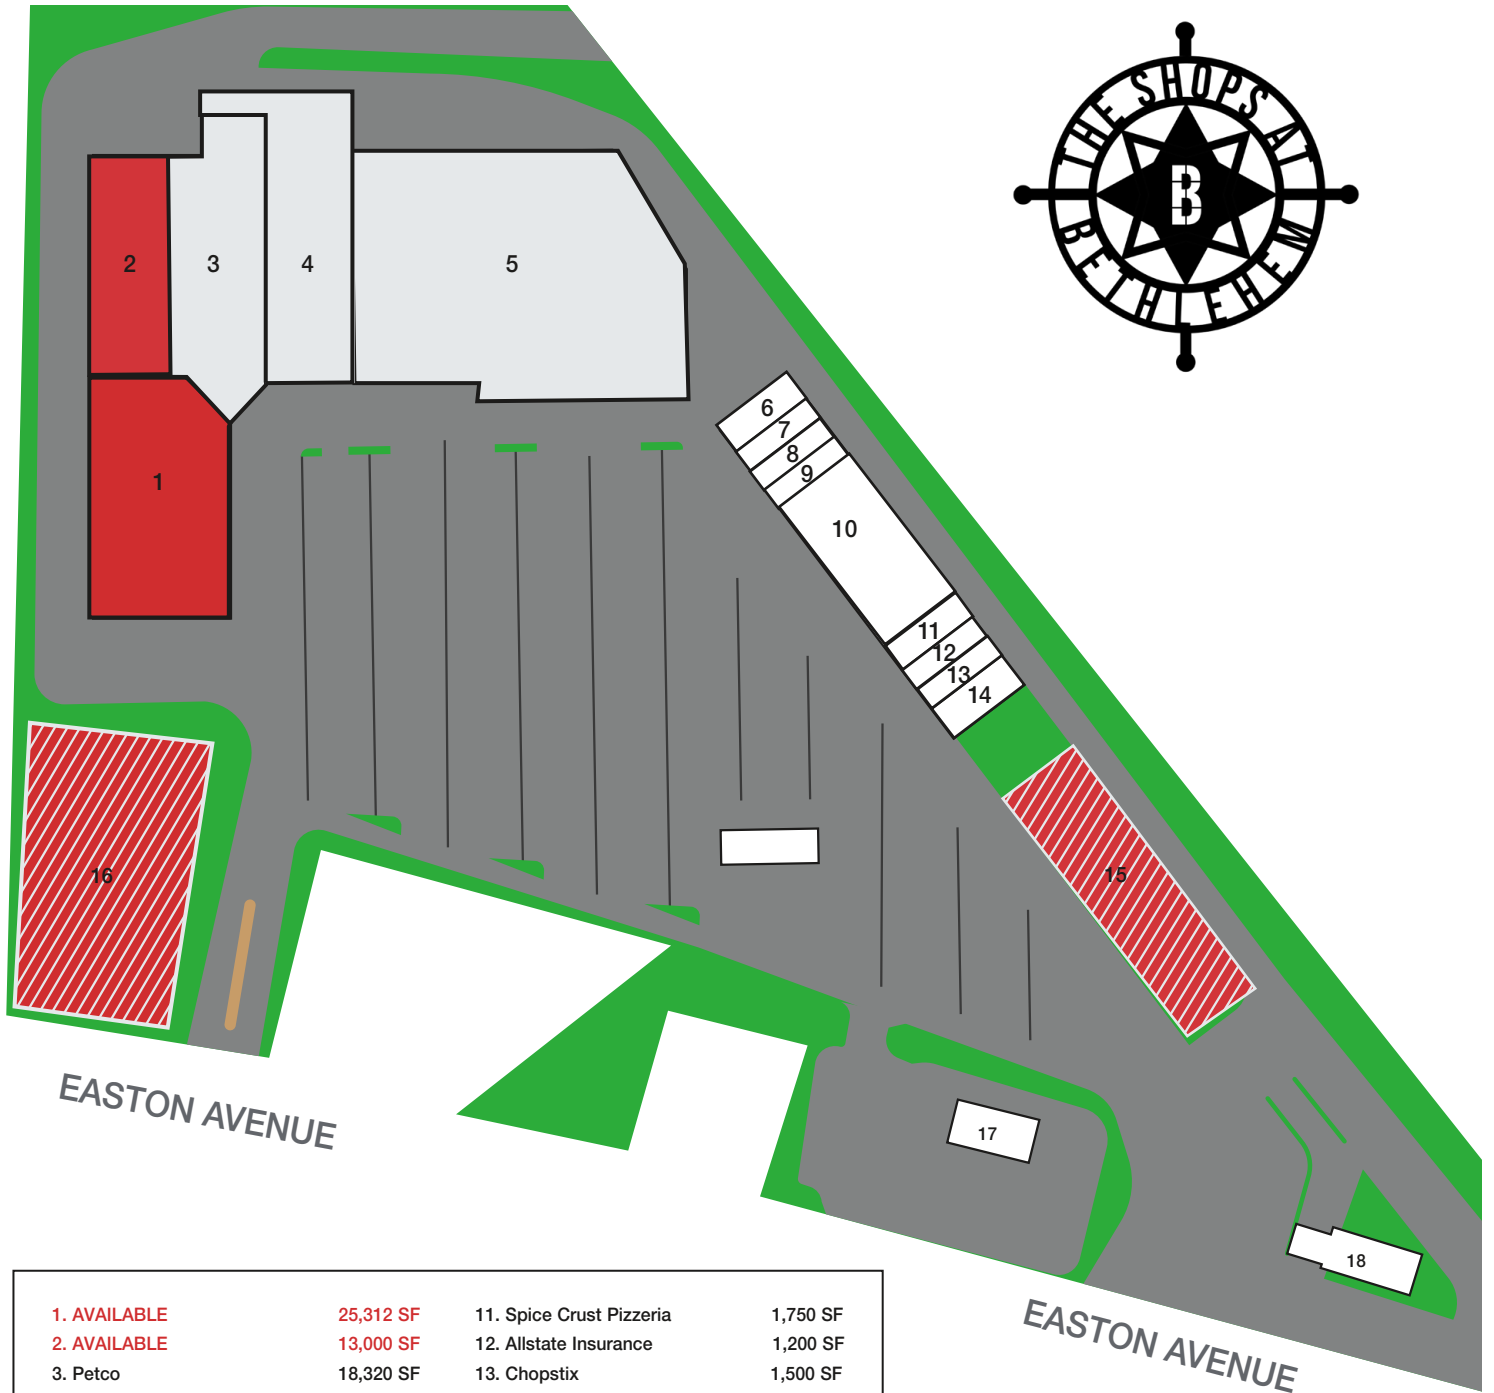 THE SHOPS AT
BETHLEHEM
B
2
3
4
5
1
6
7
8
9
10
11
12
13
14
15
16
17
18
EASTON AVENUE
EASTON AVENUE
1. AVAILABLE 25,312 SF 11. Spice Crust Pizzeria 1,750 SF
2. AVAILABLE 13,000 SF 12. Allstate Insurance 1,200 SF
3. Petco 18,320 SF 13. Chopstix 1,500 SF